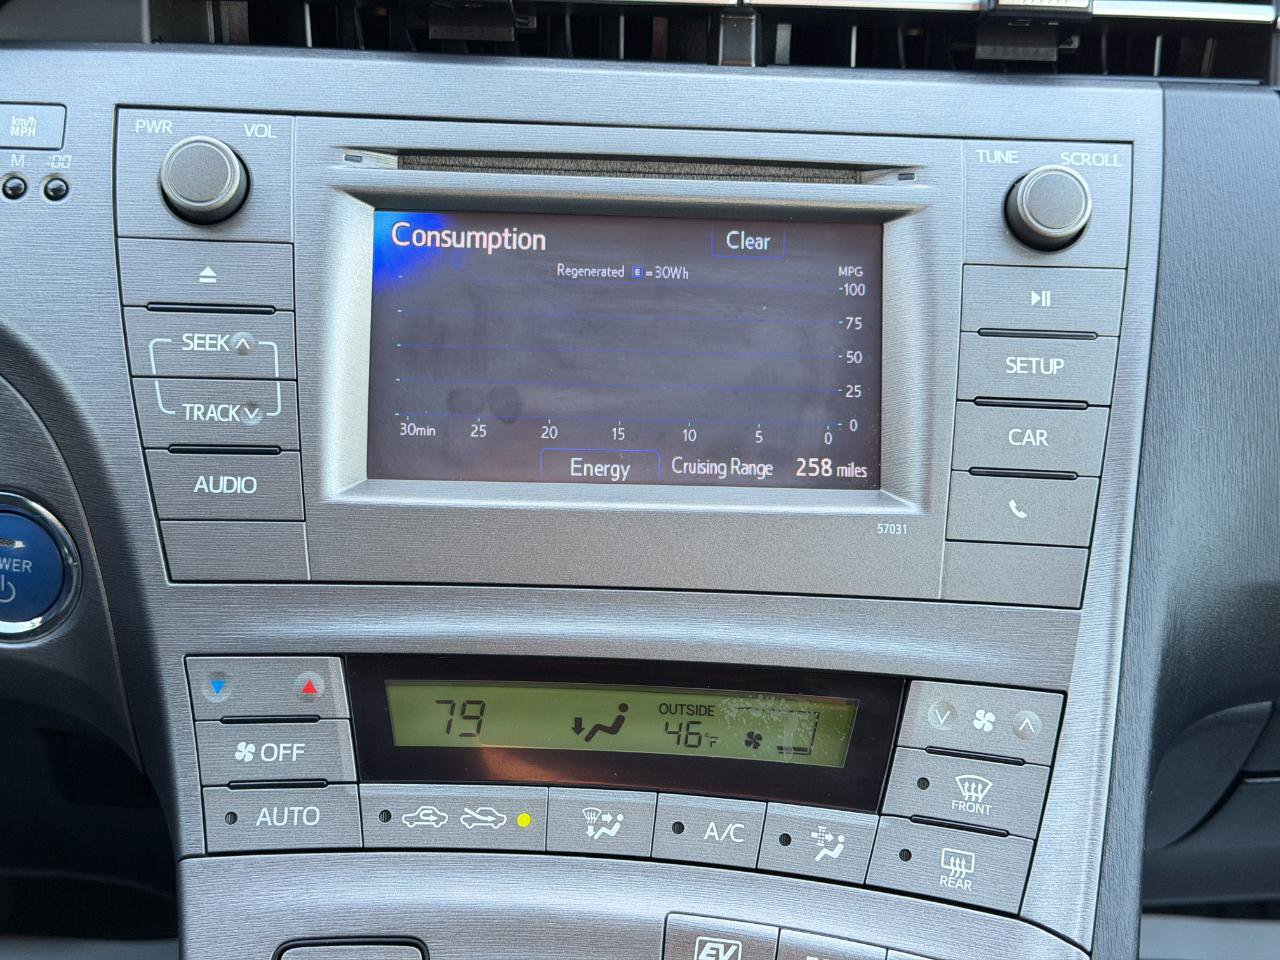 km/h
MPH
M :00
PWR VOL
TUNE SCROLL
Consumption Clear
Regenerated E = 30Wh MPG
100
75
50
25
0
30min 25 20 15 10 5 0
Energy Cruising Range 258 miles
57031
SEEK
TRACK
AUDIO
SETUP
CAR
WER
79 OUTSIDE
46°F
OFF
AUTO
A/C
FRONT
REAR
EV